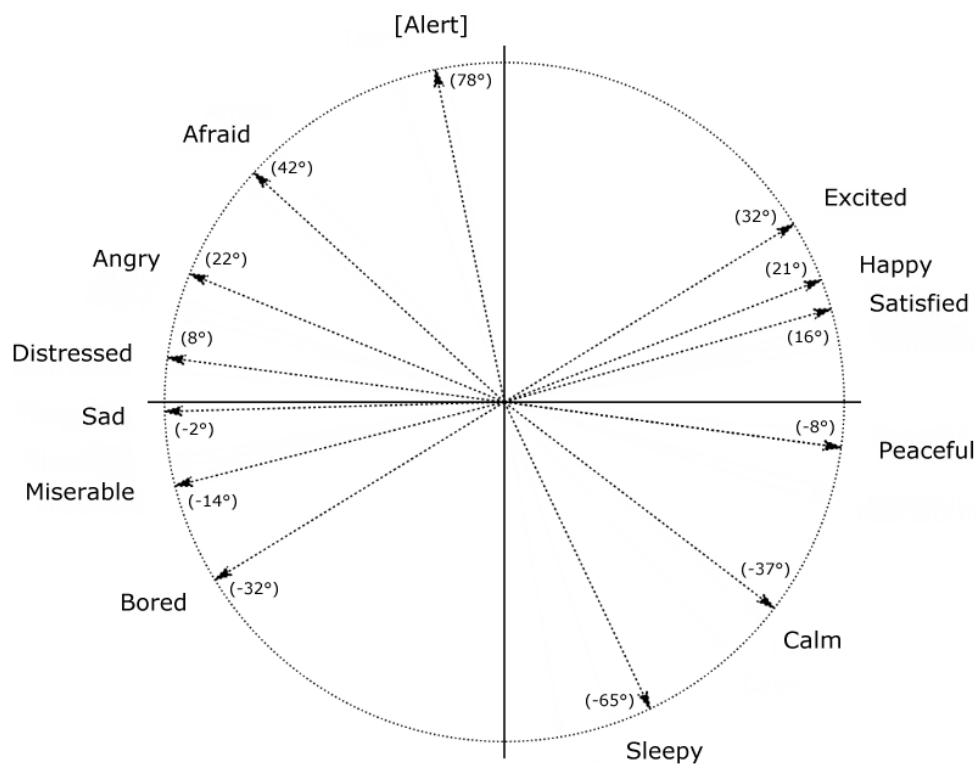 [Alert]
(78°)
Afraid
(42°)
Excited
(32°)
Angry
(22°)
Happy
(21°)
Satisfied
(16°)
Distressed
(8°)
Sad
(-2°)
Peaceful
(-8°)
Miserable
(-14°)
Bored
(-32°)
Calm
(-37°)
Sleepy
(-65°)